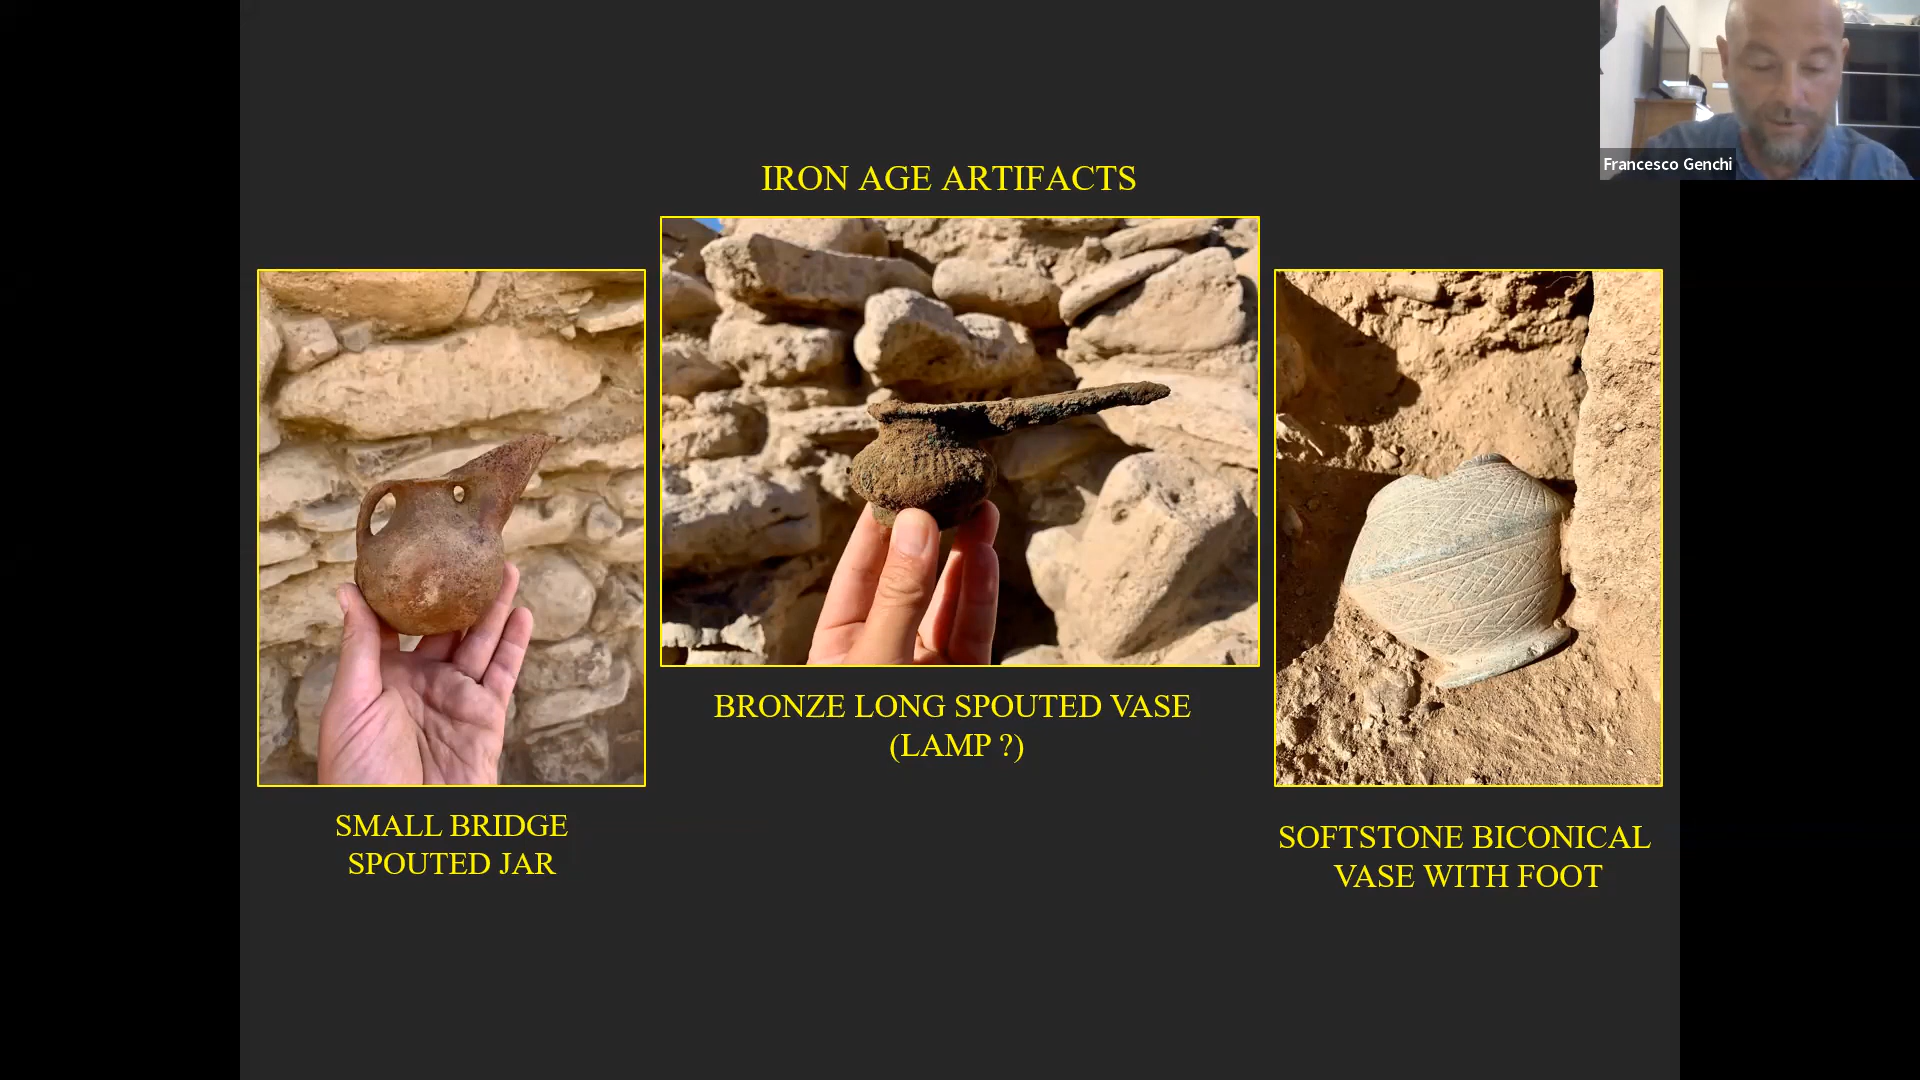 Francesco Genchi
IRON AGE ARTIFACTS
BRONZE LONG SPOUTED VASE
(LAMP ?)
SMALL BRIDGE
SPOUTED JAR
SOFTSTONE BICONICAL
VASE WITH FOOT